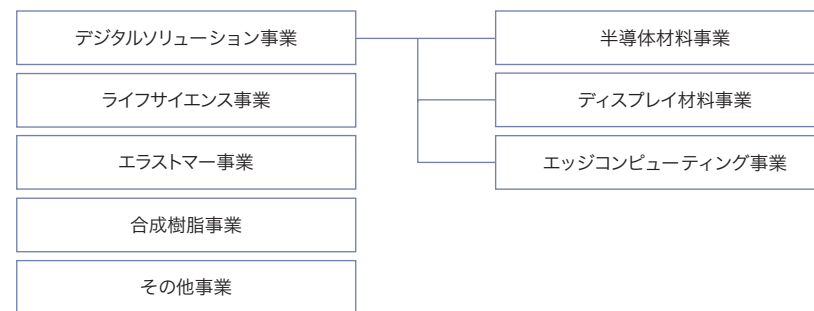 デジタルソリューション事業
ライフサイエンス事業
エラストマー事業
合成樹脂事業
その他事業
半導体材料事業
ディスプレイ材料事業
エッジコンピューティング事業